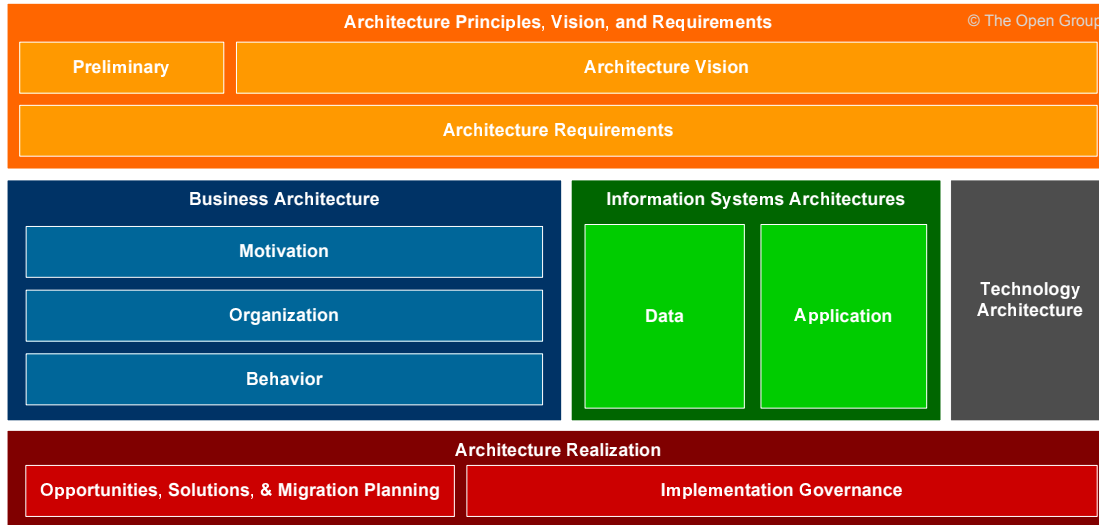 Architecture Principles, Vision, and Requirements
© The Open Group
Preliminary
Architecture Vision
Architecture Requirements
Business Architecture
Motivation
Organization
Behavior
Information Systems Architectures
Data
Application
Technology
Architecture
Architecture Realization
Opportunities, Solutions, & Migration Planning
Implementation Governance